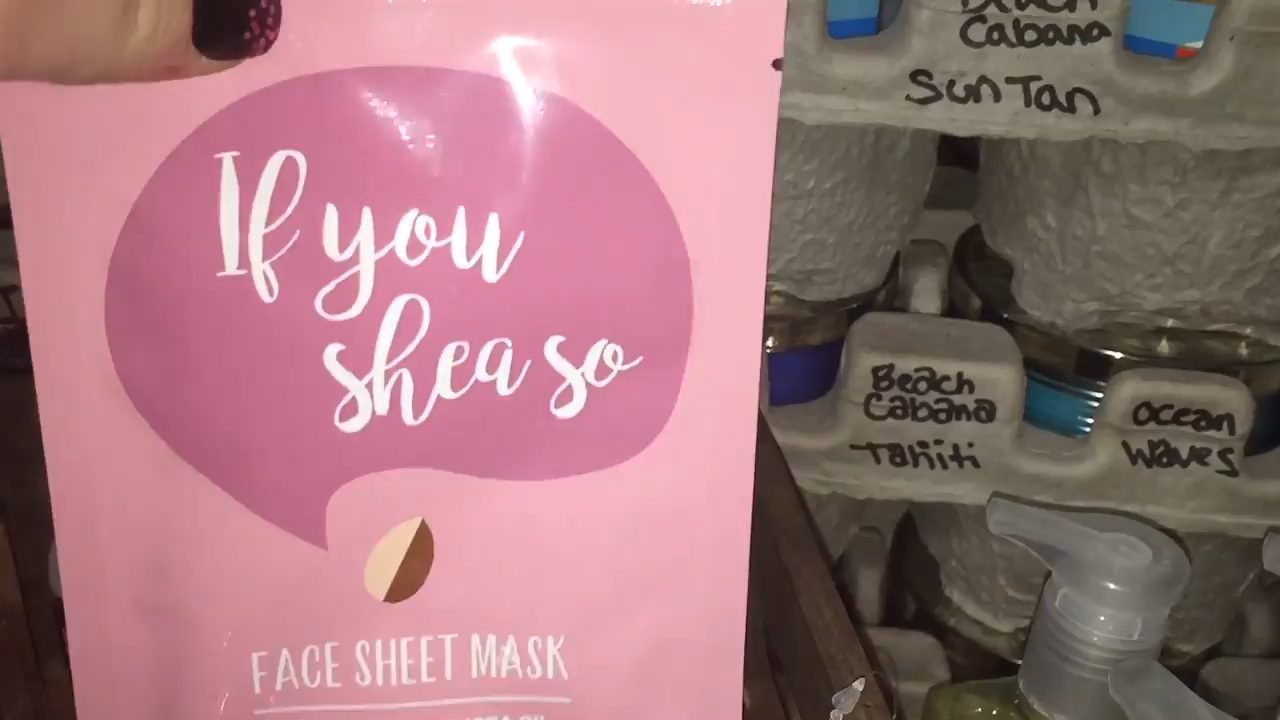 If you
shea so
FACE SHEET MASK
Beach
Cabana
Sun Tan
Beach
Cabana
Tahiti
Ocean
Waves